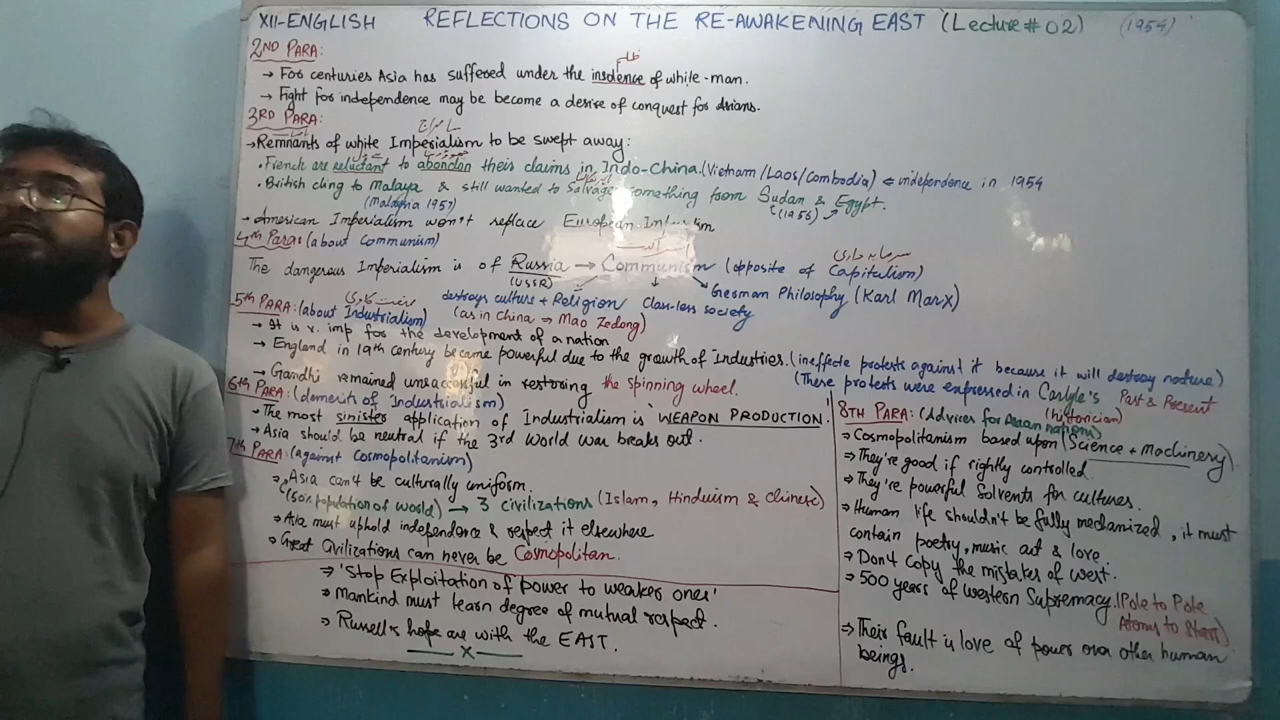 XII-ENGLISH REFLECTIONS ON THE RE-AWAKENING EAST (Lecture # 02) (1954)
2ND PARA:
ظلم
→ For centuries Asia has suffered under the insolence of white-man.
→ Fight for independence may be become a desire of conquest for Asians.
3RD PARA:
سامراج
→ Remnants of white Imperialism to be swept away:
• French are reluctant to abondon their claims in Indo-China. (Vietnam/Laos/Combodia) ← independence in 1954
• British cling to Malaya & still wanted to Salvage something from Sudan & Egypt.
(Malaysia 1957) (1956)
→ American Imperialism won't replace European
4th Para: (about communism)
اشتراکیت
سرمایہ داری
The dangerous Imperialism is of Russia → Communism (opposite of Capitalism)
(USSR)
destroys culture + Religion Class-less society German Philosophy (Karl Marx)
5th PARA: (about Industrialism) (as in China ⇒ Mao Zedong)
صنعت کاری
→ It is v. imp for the development of a nation
→ England in 19th century became powerful due to the growth of Industries. (ineffecte protests against it because it will destroy nature)
→ Gandhi remained unsuccessful in restoring the spinning wheel. (These protests were expressed in Carlyle's Past & Present
(historician)
6th PARA: (demerits of Industrialism)
→ The most sinister application of Industrialism is 'WEAPON PRODUCTION'
→ Asia should be neutral if the 3rd World War breaks out.
7th PARA: (against Cosmopolitanism)
⇒ Asia can't be culturally uniform.
(50% population of world) → 3 civilizations (Islam, Hinduism & Chinese)
⇒ Asia must uphold independence & respect it elsewhere
⇒ Great Civilizations can never be Cosmopolitan.
8TH PARA: (Advices for Asian nations)
⇒ Cosmopolitanism based upon (Science + Machinery)
⇒ They're good if rightly controlled.
⇒ They're powerful Solvents for cultures.
⇒ Human life shouldn't be fully mechanized, it must
contain poetry, music art & love.
⇒ Don't Copy the mistakes of west.
⇒ 500 years of western Supremacy. (Pole to Pole
Atoms to Stars)
⇒ Their fault is love of power over other human
beings.
⇒ 'Stop Exploitation of power to weaker ones'
⇒ Mankind must learn degree of mutual respect.
⇒ Russell's hope are with the EAST.
X